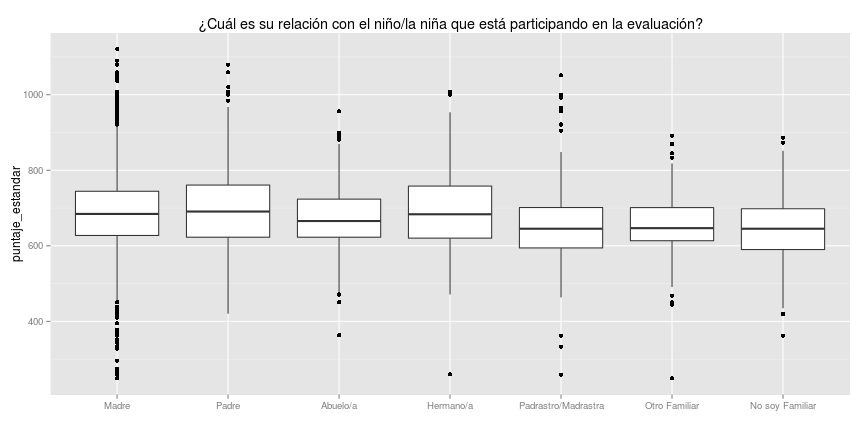 ¿Cuál es su relación con el niño/la niña que está participando en la evaluación?
puntaje_estandar
1000
800
600
400
Madre Padre Abuelo/a Hermano/a Padrastro/Madrastra Otro Familiar No soy Familiar